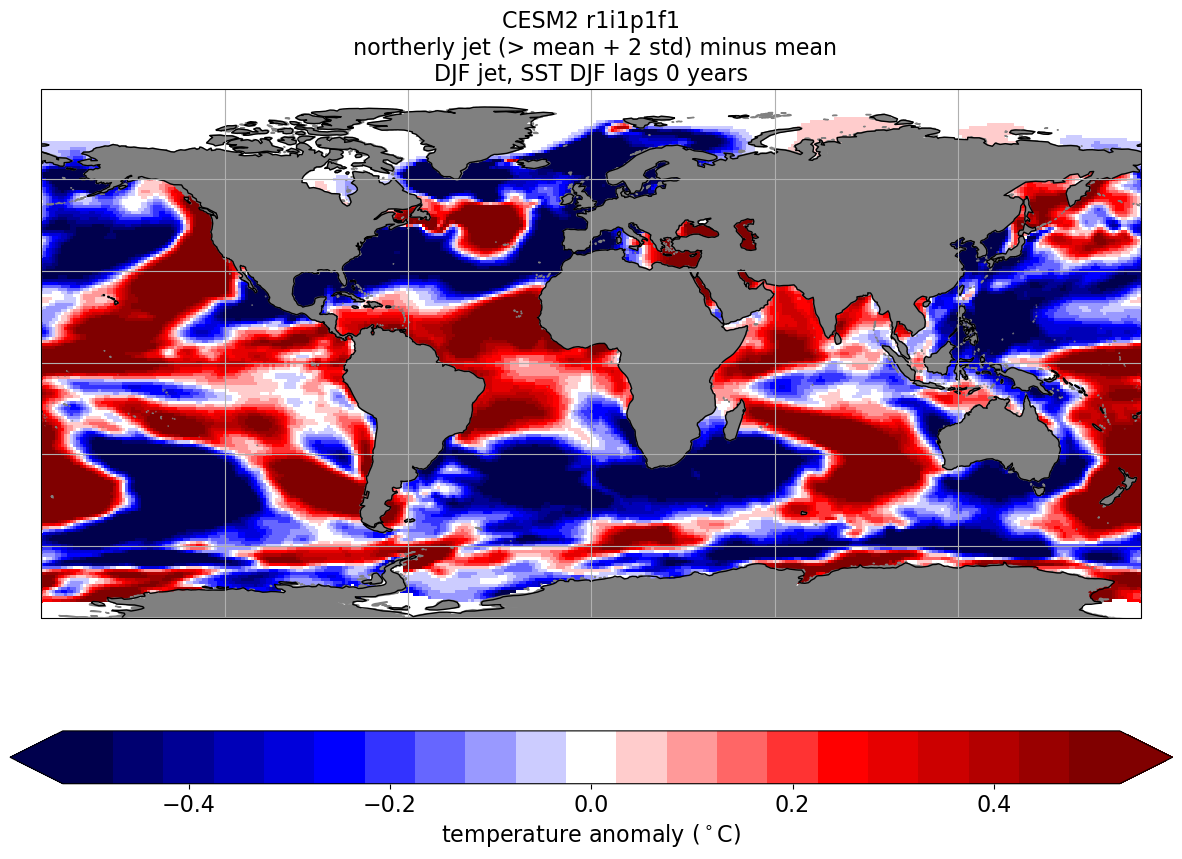 CESM2 r1i1p1f1
northerly jet (> mean + 2 std) minus mean
DJF jet, SST DJF lags 0 years
−0.4 −0.2 0.0 0.2 0.4
temperature anomaly (°C)